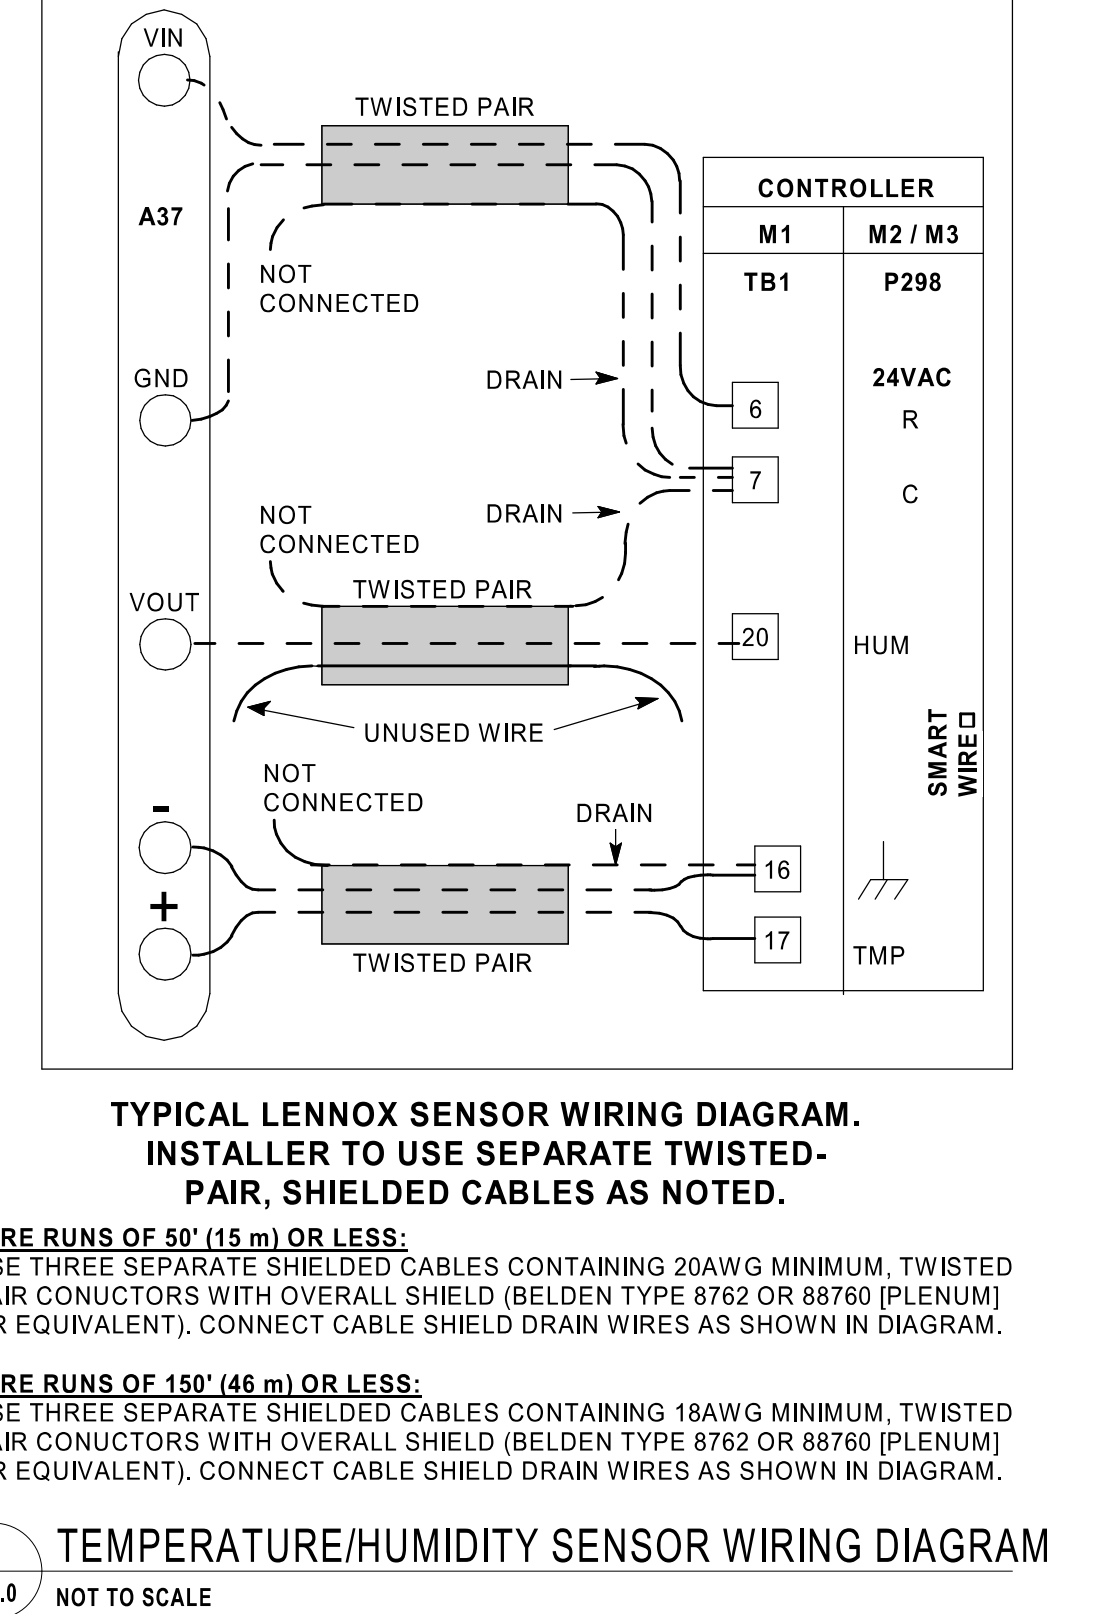 VIN
TWISTED PAIR
A37
NOT
CONNECTED
GND
DRAIN
CONTROLLER
M1
M2 / M3
TB1
P298
24VAC
6
R
7
C
NOT
CONNECTED
DRAIN
TWISTED PAIR
VOUT
20
HUM
UNUSED WIRE
SMART
WIRE
NOT
CONNECTED
DRAIN
-
16
+
17
TMP
TWISTED PAIR
TYPICAL LENNOX SENSOR WIRING DIAGRAM.
INSTALLER TO USE SEPARATE TWISTED-
PAIR, SHIELDED CABLES AS NOTED.
RE RUNS OF 50' (15 m) OR LESS:
SE THREE SEPARATE SHIELDED CABLES CONTAINING 20AWG MINIMUM, TWISTED
AIR CONUCTORS WITH OVERALL SHIELD (BELDEN TYPE 8762 OR 88760 [PLENUM]
R EQUIVALENT). CONNECT CABLE SHIELD DRAIN WIRES AS SHOWN IN DIAGRAM.
RE RUNS OF 150' (46 m) OR LESS:
SE THREE SEPARATE SHIELDED CABLES CONTAINING 18AWG MINIMUM, TWISTED
AIR CONUCTORS WITH OVERALL SHIELD (BELDEN TYPE 8762 OR 88760 [PLENUM]
R EQUIVALENT). CONNECT CABLE SHIELD DRAIN WIRES AS SHOWN IN DIAGRAM.
TEMPERATURE/HUMIDITY SENSOR WIRING DIAGRAM
.0
NOT TO SCALE